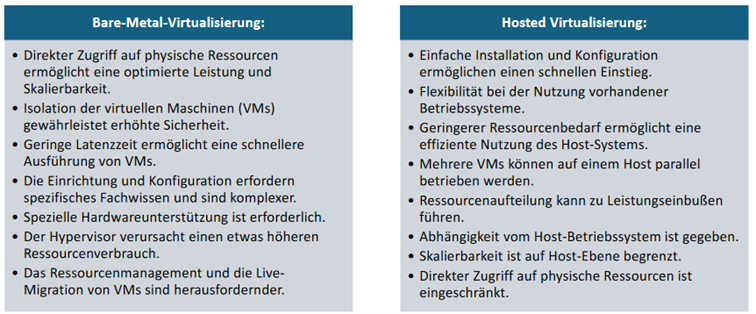 Bare-Metal-Virtualisierung:
• Direkter Zugriff auf physische Ressourcen
ermöglicht eine optimierte Leistung und
Skalierbarkeit.
• Isolation der virtuellen Maschinen (VMs)
gewährleistet erhöhte Sicherheit.
• Geringe Latenzzeit ermöglicht eine schnellere
Ausführung von VMs.
• Die Einrichtung und Konfiguration erfordern
spezifisches Fachwissen und sind komplexer.
• Spezielle Hardwareunterstützung ist erforderlich.
• Der Hypervisor verursacht einen etwas höheren
Ressourcenverbrauch.
• Das Ressourcenmanagement und die Live-
Migration von VMs sind herausfordernder.
Hosted Virtualisierung:
• Einfache Installation und Konfiguration
ermöglichen einen schnellen Einstieg.
• Flexibilität bei der Nutzung vorhandener
Betriebssysteme.
• Geringerer Ressourcenbedarf ermöglicht eine
effiziente Nutzung des Host-Systems.
• Mehrere VMs können auf einem Host parallel
betrieben werden.
• Ressourcenaufteilung kann zu Leistungseinbußen
führen.
• Abhängigkeit vom Host-Betriebssystem ist gegeben.
• Skalierbarkeit ist auf Host-Ebene begrenzt.
• Direkter Zugriff auf physische Ressourcen ist
eingeschränkt.